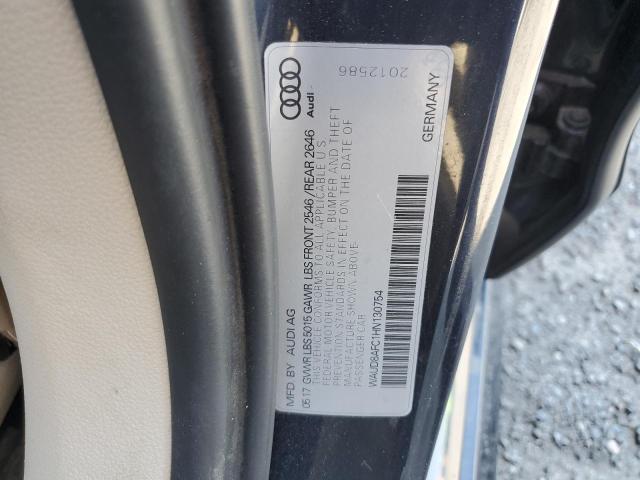 MFD BY AUDI AG
05 17 GVWR LBS 5015 GAWR LBS FRONT 2546 /REAR 2646
THIS VEHICLE CONFORMS TO ALL APPLICABLE U.S.
FEDERAL MOTOR VEHICLE SAFETY, BUMPER AND THEFT
PREVENTION STANDARDS IN EFFECT ON THE DATE OF
MANUFACTURE SHOWN ABOVE-
PASSENGER CAR
WAUD8AFC1HN130754
GERMANY
Audi -
2012586